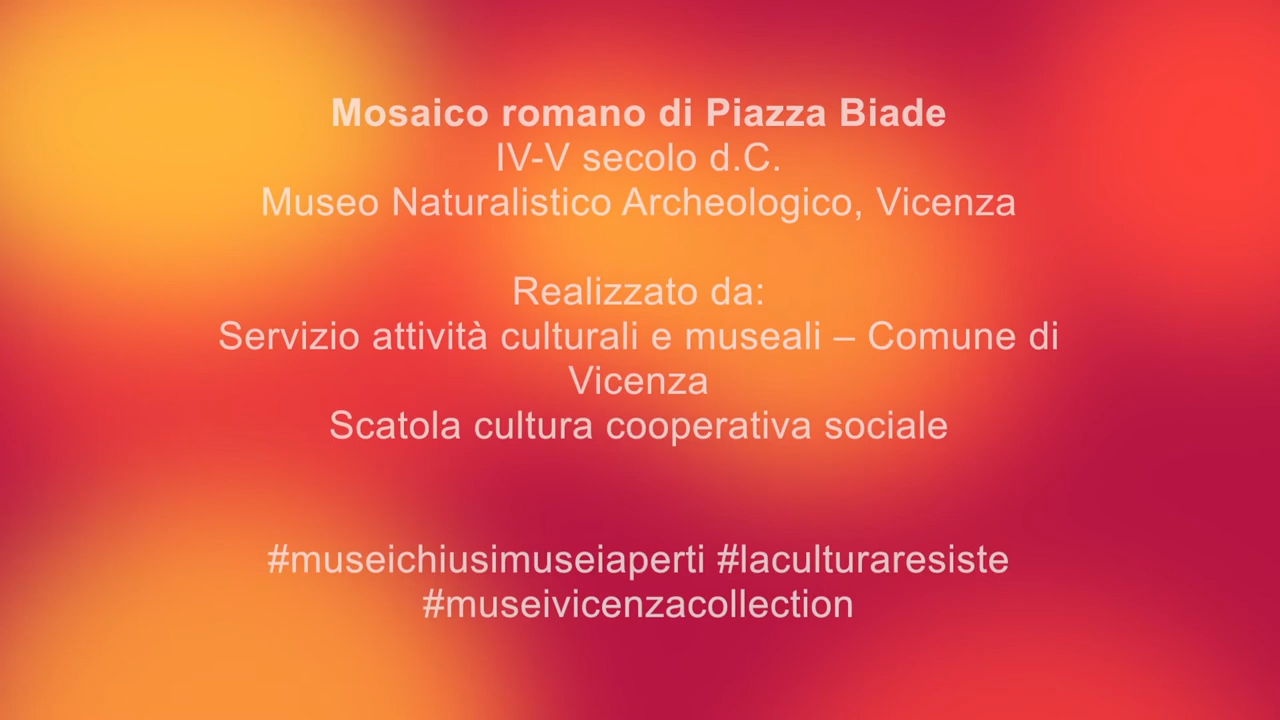 Mosaico romano di Piazza Biade
IV-V secolo d.C.
Museo Naturalistico Archeologico, Vicenza
Realizzato da:
Servizio attività culturali e museali – Comune di
Vicenza
Scatola cultura cooperativa sociale
#museichiusimuseiaperti #laculturaresiste
#museivicenzacollection